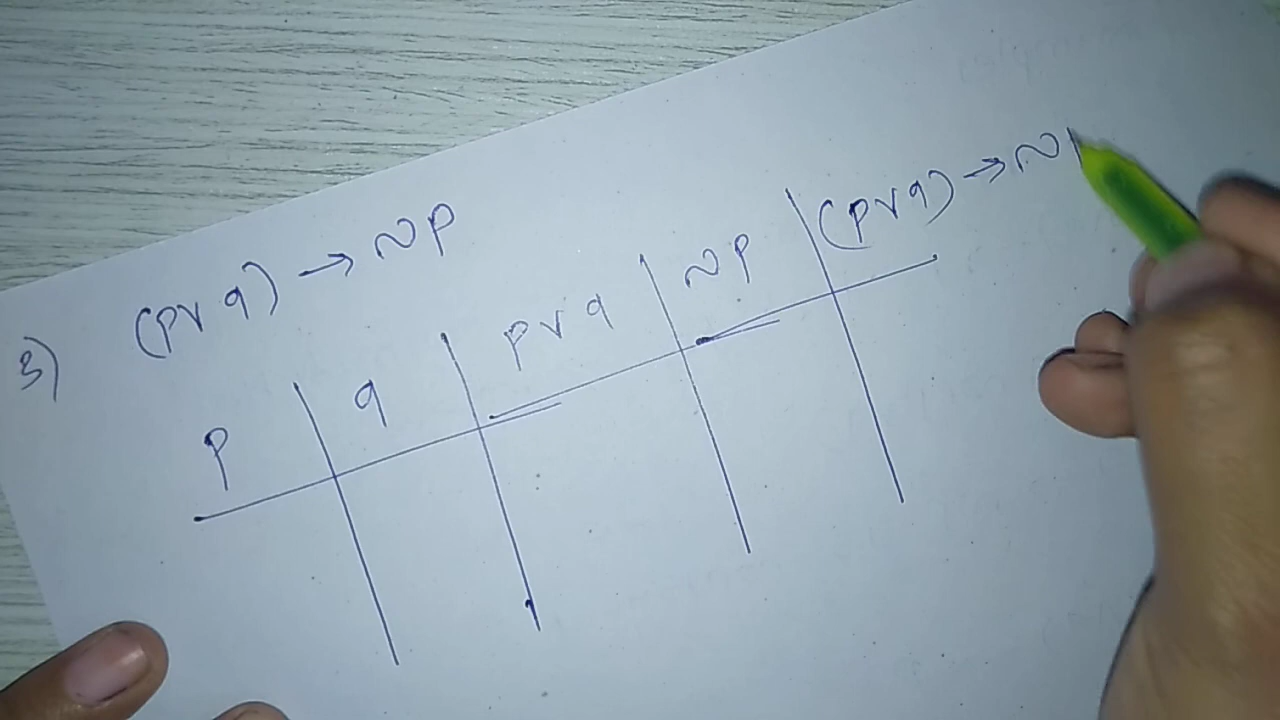 3) (p∨q) → ~p
p q p∨q ~p (p∨q) → ~